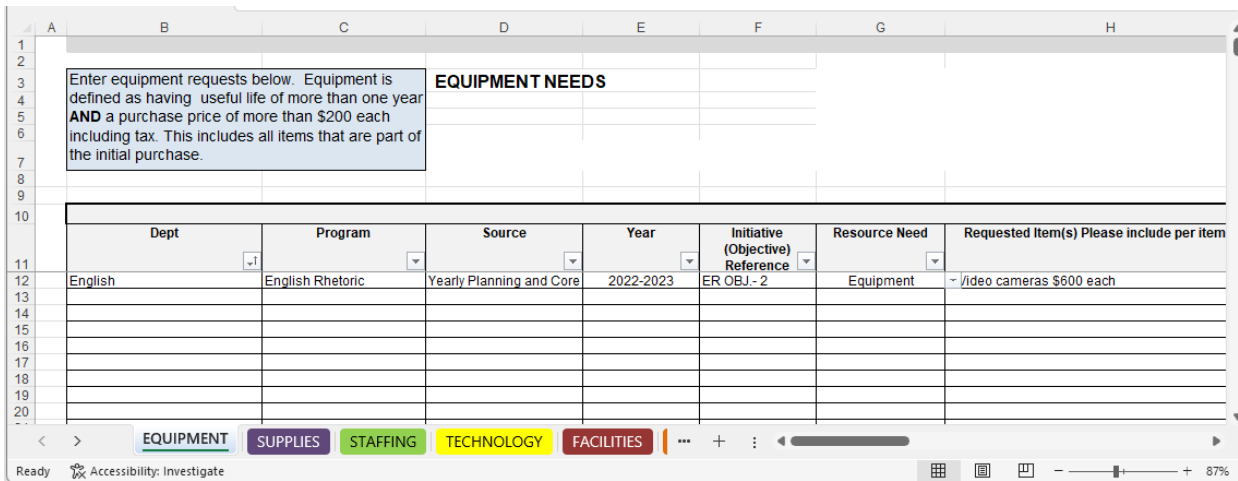 A B C D E F G H
1
2
3 Enter equipment requests below. Equipment is EQUIPMENT NEEDS
4 defined as having useful life of more than one year
5 AND a purchase price of more than $200 each
6 including tax. This includes all items that are part of
7 the initial purchase.
8
9
10
Dept Program Source Year Initiative Resource Need Requested Item(s) Please include per item
(Objective)
11 Reference
12 English English Rhetoric Yearly Planning and Core 2022-2023 ER OBJ.- 2 Equipment Video cameras $600 each
13
14
15
16
17
18
19
20
EQUIPMENT SUPPLIES STAFFING TECHNOLOGY FACILITIES ... +
Ready Accessibility: Investigate - + 87%